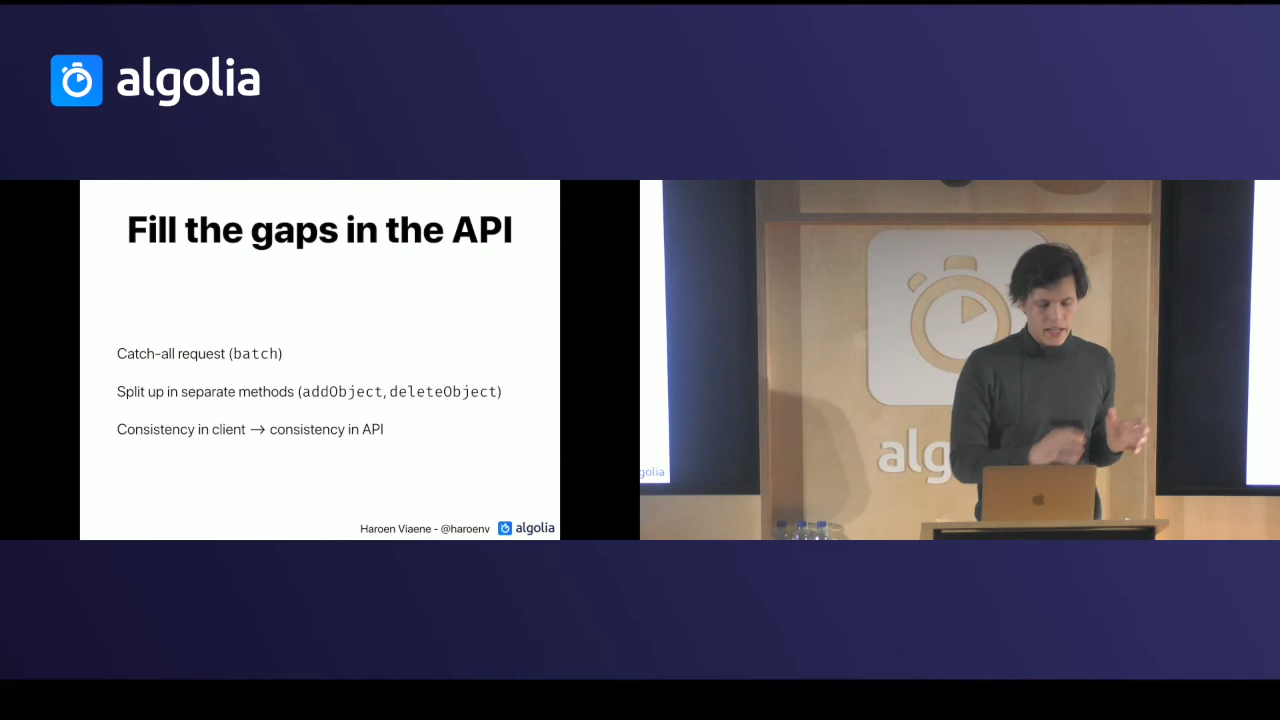 algolia
Fill the gaps in the API
Catch-all request (batch)
Split up in separate methods (addObject, deleteObject)
Consistency in client → consistency in API
Haroen Viaene - @haroenv algolia
golia
alg